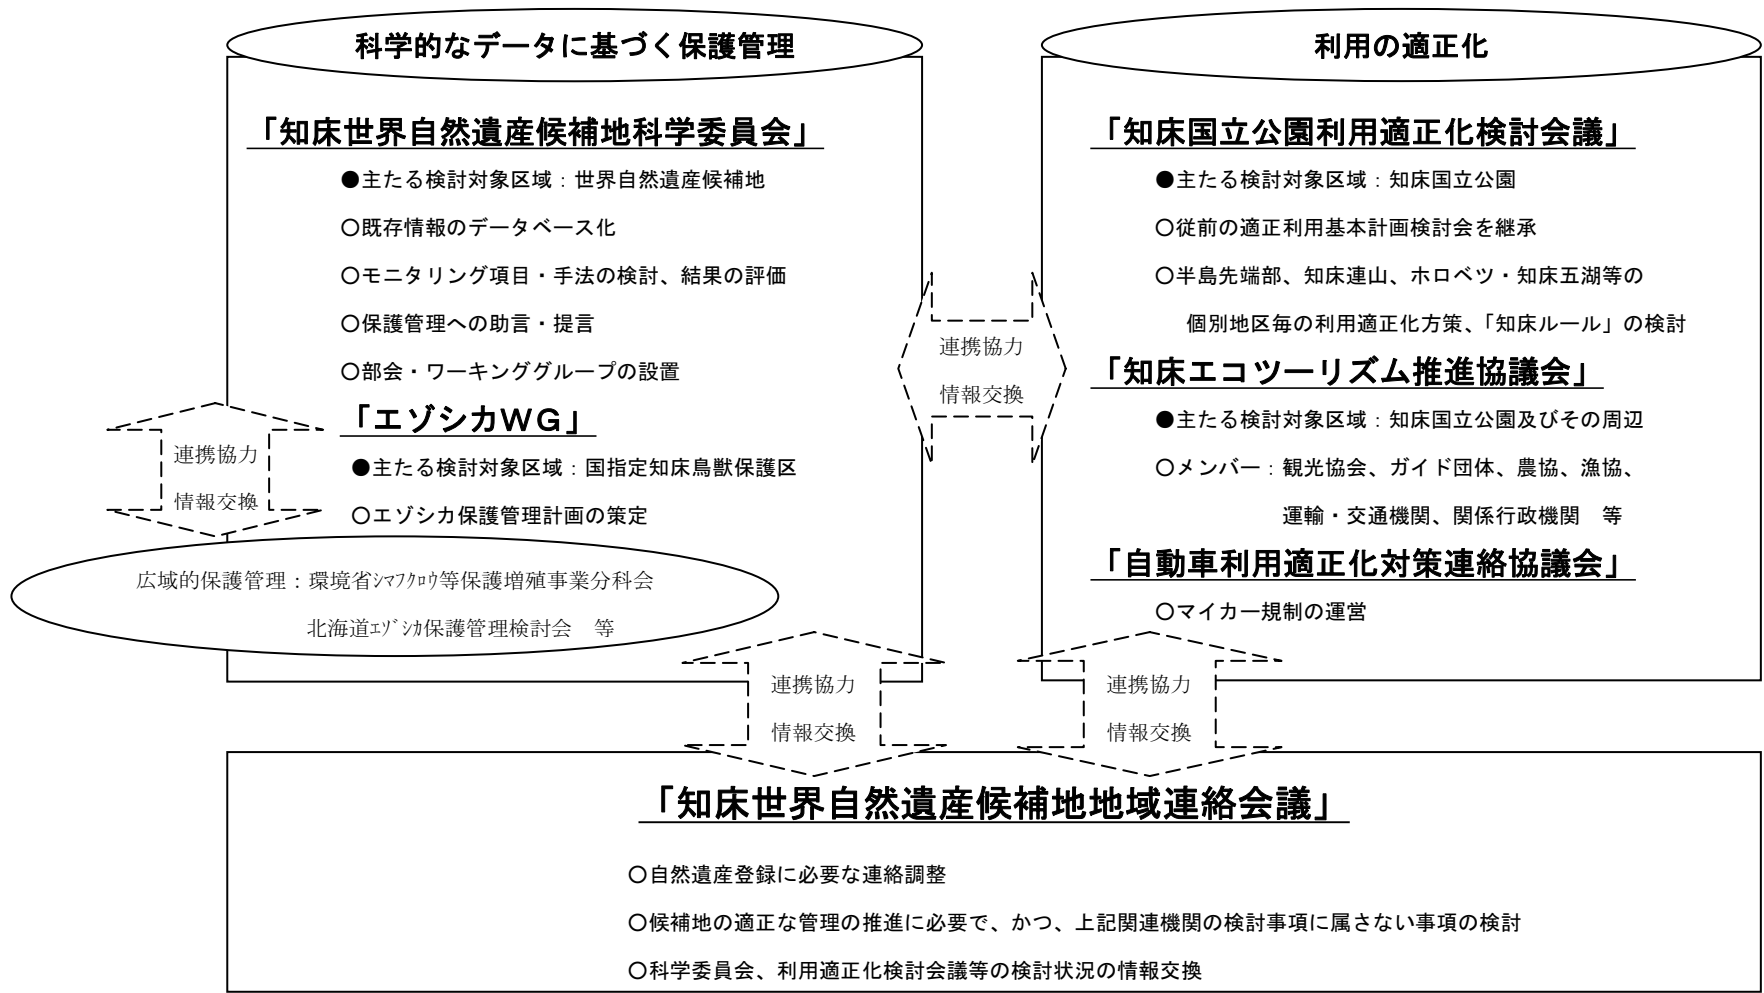 科学的なデータに基づく保護管理
「知床世界自然遺産候補地科学委員会」
●主たる検討対象区域：世界自然遺産候補地
○既存情報のデータベース化
○モニタリング項目・手法の検討、結果の評価
○保護管理への助言・提言
○部会・ワーキンググループの設置
「エゾシカＷＧ」
●主たる検討対象区域：国指定知床鳥獣保護区
○エゾシカ保護管理計画の策定
連携協力
情報交換
広域的保護管理：環境省ｼﾏﾌｸﾛｳ等保護増殖事業分科会
北海道ｴｿﾞｼｶ保護管理検討会　等
連携協力
情報交換
利用の適正化
「知床国立公園利用適正化検討会議」
●主たる検討対象区域：知床国立公園
○従前の適正利用基本計画検討会を継承
○半島先端部、知床連山、ホロベツ・知床五湖等の
個別地区毎の利用適正化方策、「知床ルール」の検討
「知床エコツーリズム推進協議会」
●主たる検討対象区域：知床国立公園及びその周辺
○メンバー：観光協会、ガイド団体、農協、漁協、
運輸・交通機関、関係行政機関　等
「自動車利用適正化対策連絡協議会」
○マイカー規制の運営
連携協力
情報交換
連携協力
情報交換
「知床世界自然遺産候補地地域連絡会議」
○自然遺産登録に必要な連絡調整
○候補地の適正な管理の推進に必要で、かつ、上記関連機関の検討事項に属さない事項の検討
○科学委員会、利用適正化検討会議等の検討状況の情報交換